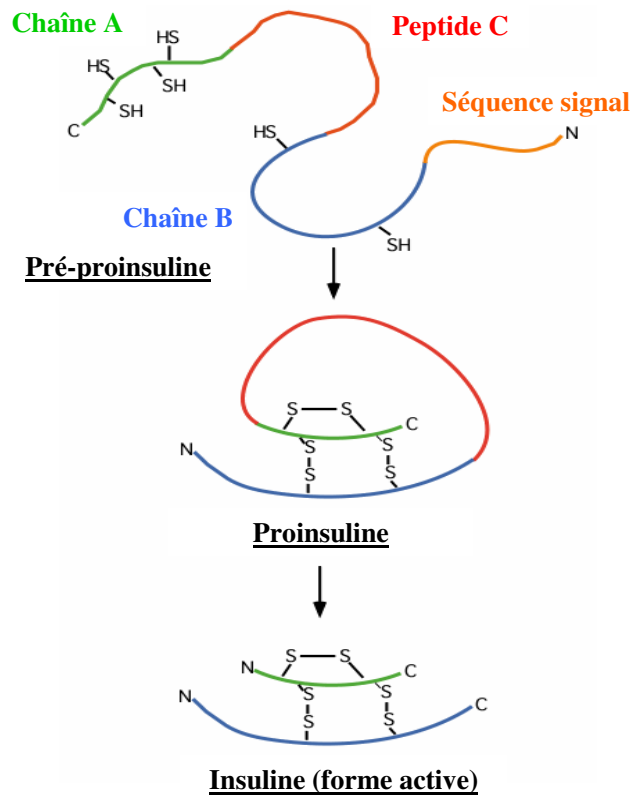 Chaîne A
Peptide C
HS
HS
SH
SH
C
Séquence signal
N
HS
Chaîne B
SH
Pré-proinsuline
S S
C
N
S S
S S
Proinsuline
S S
N C
N
S S
S S
C
Insuline (forme active)